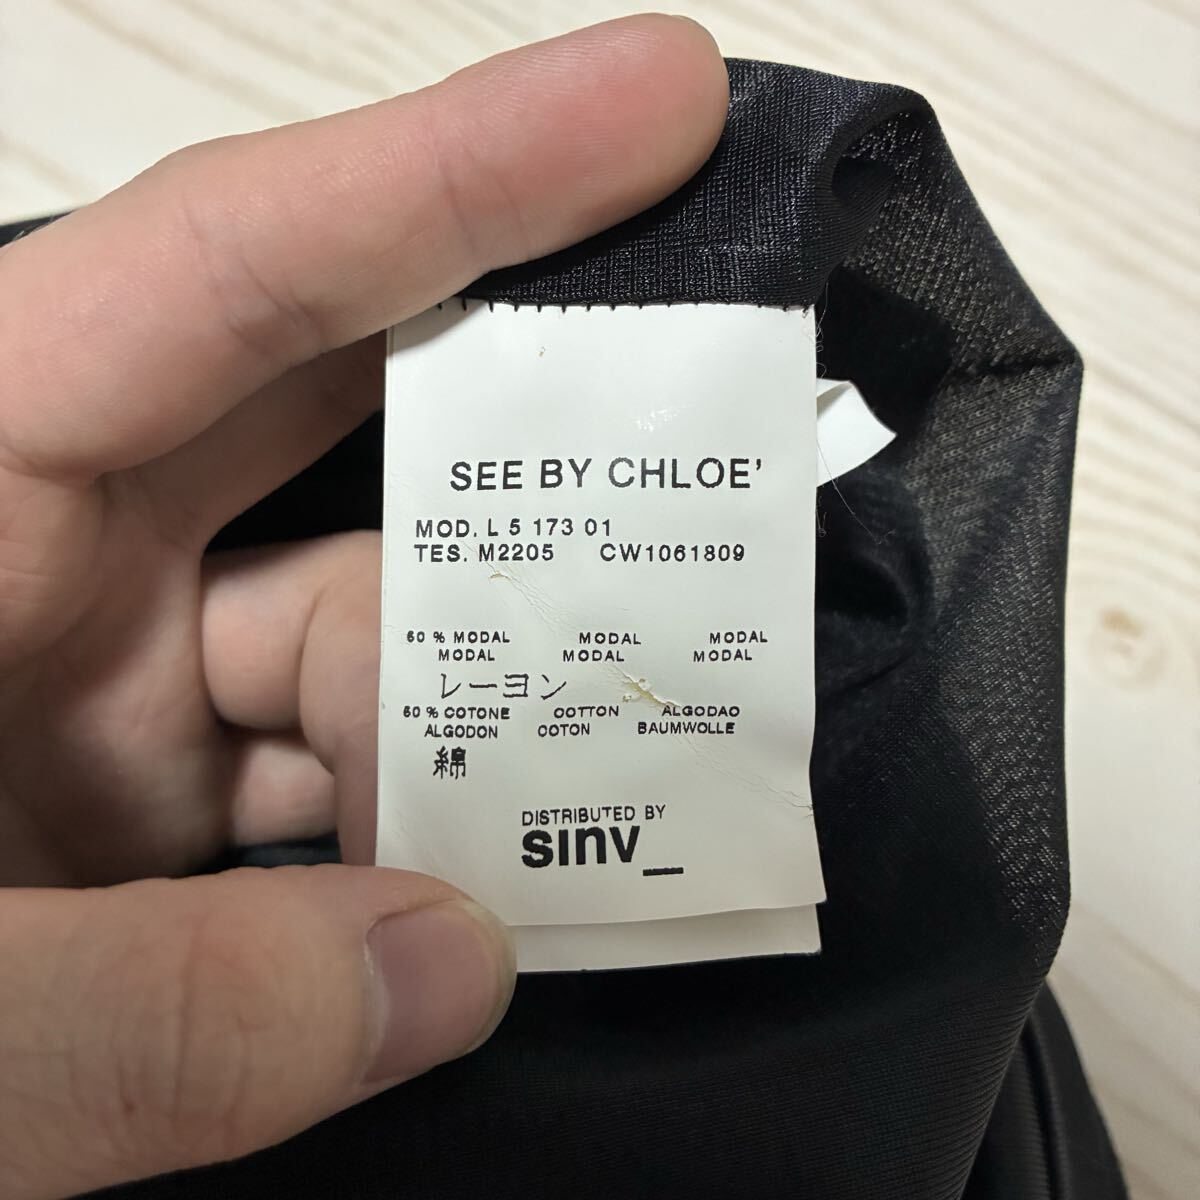 SEE BY CHLOE'
MOD. L 5 173 01
TES. M2205 CW1061809
50 % MODAL MODAL MODAL
MODAL MODAL MODAL
レーヨン
50 % COTONE COTTON ALGODAO
ALGODON COTON BAUMWOLLE
綿
DISTRIBUTED BY
sinv_